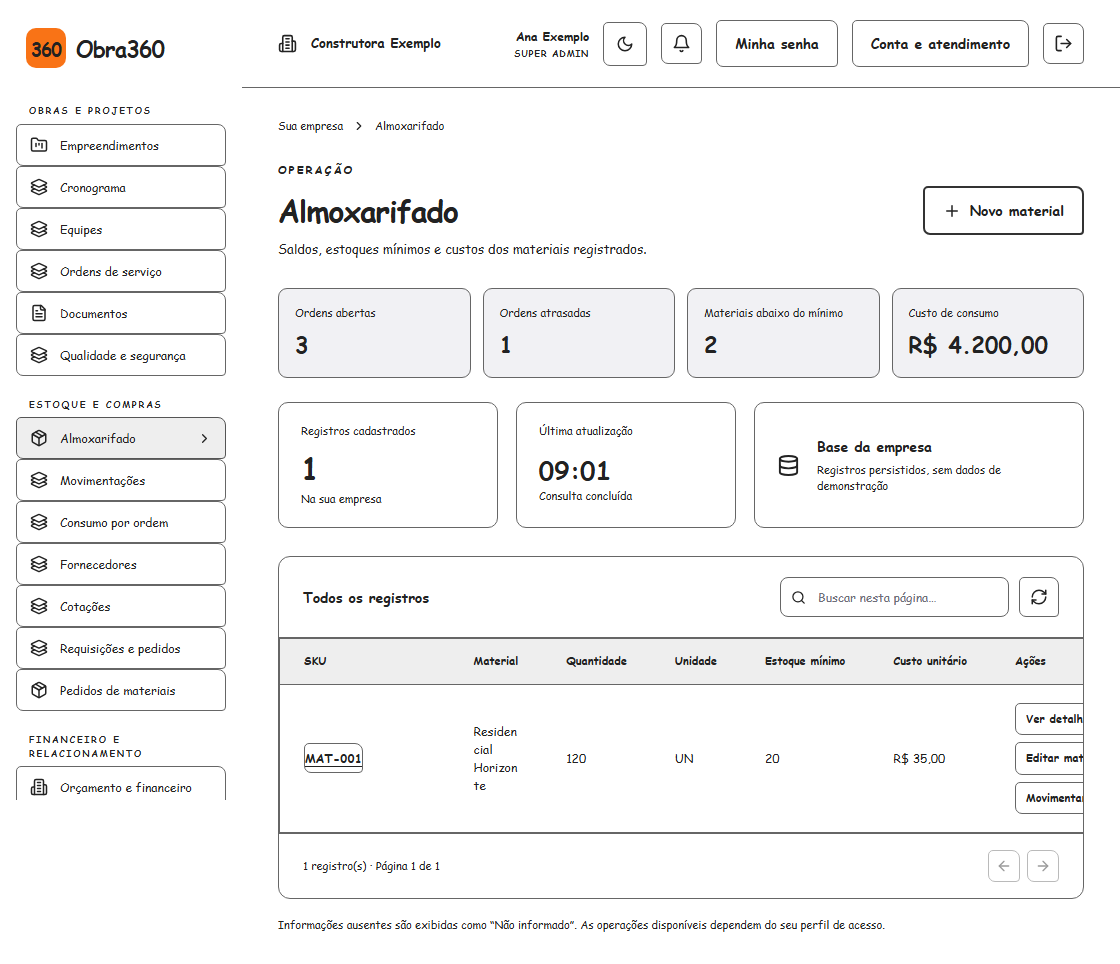 360 Obra360
Construtora Exemplo
Ana Exemplo
SUPER ADMIN
Minha senha
Conta e atendimento
OBRAS E PROJETOS
Empreendimentos
Cronograma
Equipes
Ordens de serviço
Documentos
Qualidade e segurança
ESTOQUE E COMPRAS
Almoxarifado
Movimentações
Consumo por ordem
Fornecedores
Cotações
Requisições e pedidos
Pedidos de materiais
FINANCEIRO E
RELACIONAMENTO
Orçamento e financeiro
Sua empresa > Almoxarifado
OPERAÇÃO
Almoxarifado
Saldos, estoques mínimos e custos dos materiais registrados.
+ Novo material
Ordens abertas
3
Ordens atrasadas
1
Materiais abaixo do mínimo
2
Custo de consumo
R$ 4.200,00
Registros cadastrados
1
Na sua empresa
Última atualização
09:01
Consulta concluída
Base da empresa
Registros persistidos, sem dados de
demonstração
Todos os registros
Buscar nesta página...
SKU Material Quantidade Unidade Estoque mínimo Custo unitário Ações
MAT-001
Residen
cial
Horizon
te
120
UN
20
R$ 35,00
Ver detalh
Editar mat
Movimenta
1 registro(s) · Página 1 de 1
Informações ausentes são exibidas como “Não informado”. As operações disponíveis dependem do seu perfil de acesso.